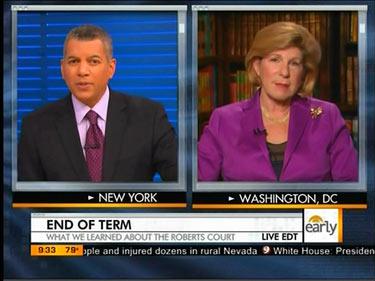 ► NEW YORK
► WASHINGTON, DC
END OF TERM
WHAT WE LEARNED ABOUT THE ROBERTS COURT
LIVE EDT
early
9:33 79° ople and injured dozens in rural Nevada 9 White House: Presiden